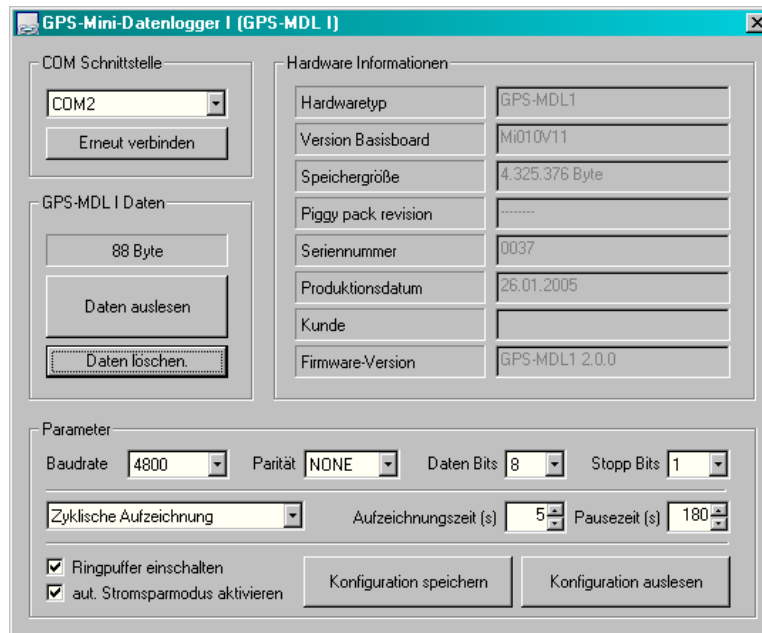 GPS-Mini-Datenlogger I (GPS-MDL I)
COM Schnittstelle
COM2
Erneut verbinden
GPS-MDL I Daten
88 Byte
Daten auslesen
Daten löschen.
Hardware Informationen
Hardwaretyp GPS-MDL1
Version Basisboard Mi010V11
Speichergröße 4.325.376 Byte
Piggy pack revision --------
Seriennummer 0037
Produktionsdatum 26.01.2005
Kunde
Firmware-Version GPS-MDL1 2.0.0
Parameter
Baudrate 4800 Parität NONE Daten Bits 8 Stopp Bits 1
Zyklische Aufzeichnung Aufzeichnungszeit (s) 5 Pausezeit (s) 180
Ringpuffer einschalten
aut. Stromsparmodus aktivieren
Konfiguration speichern
Konfiguration auslesen